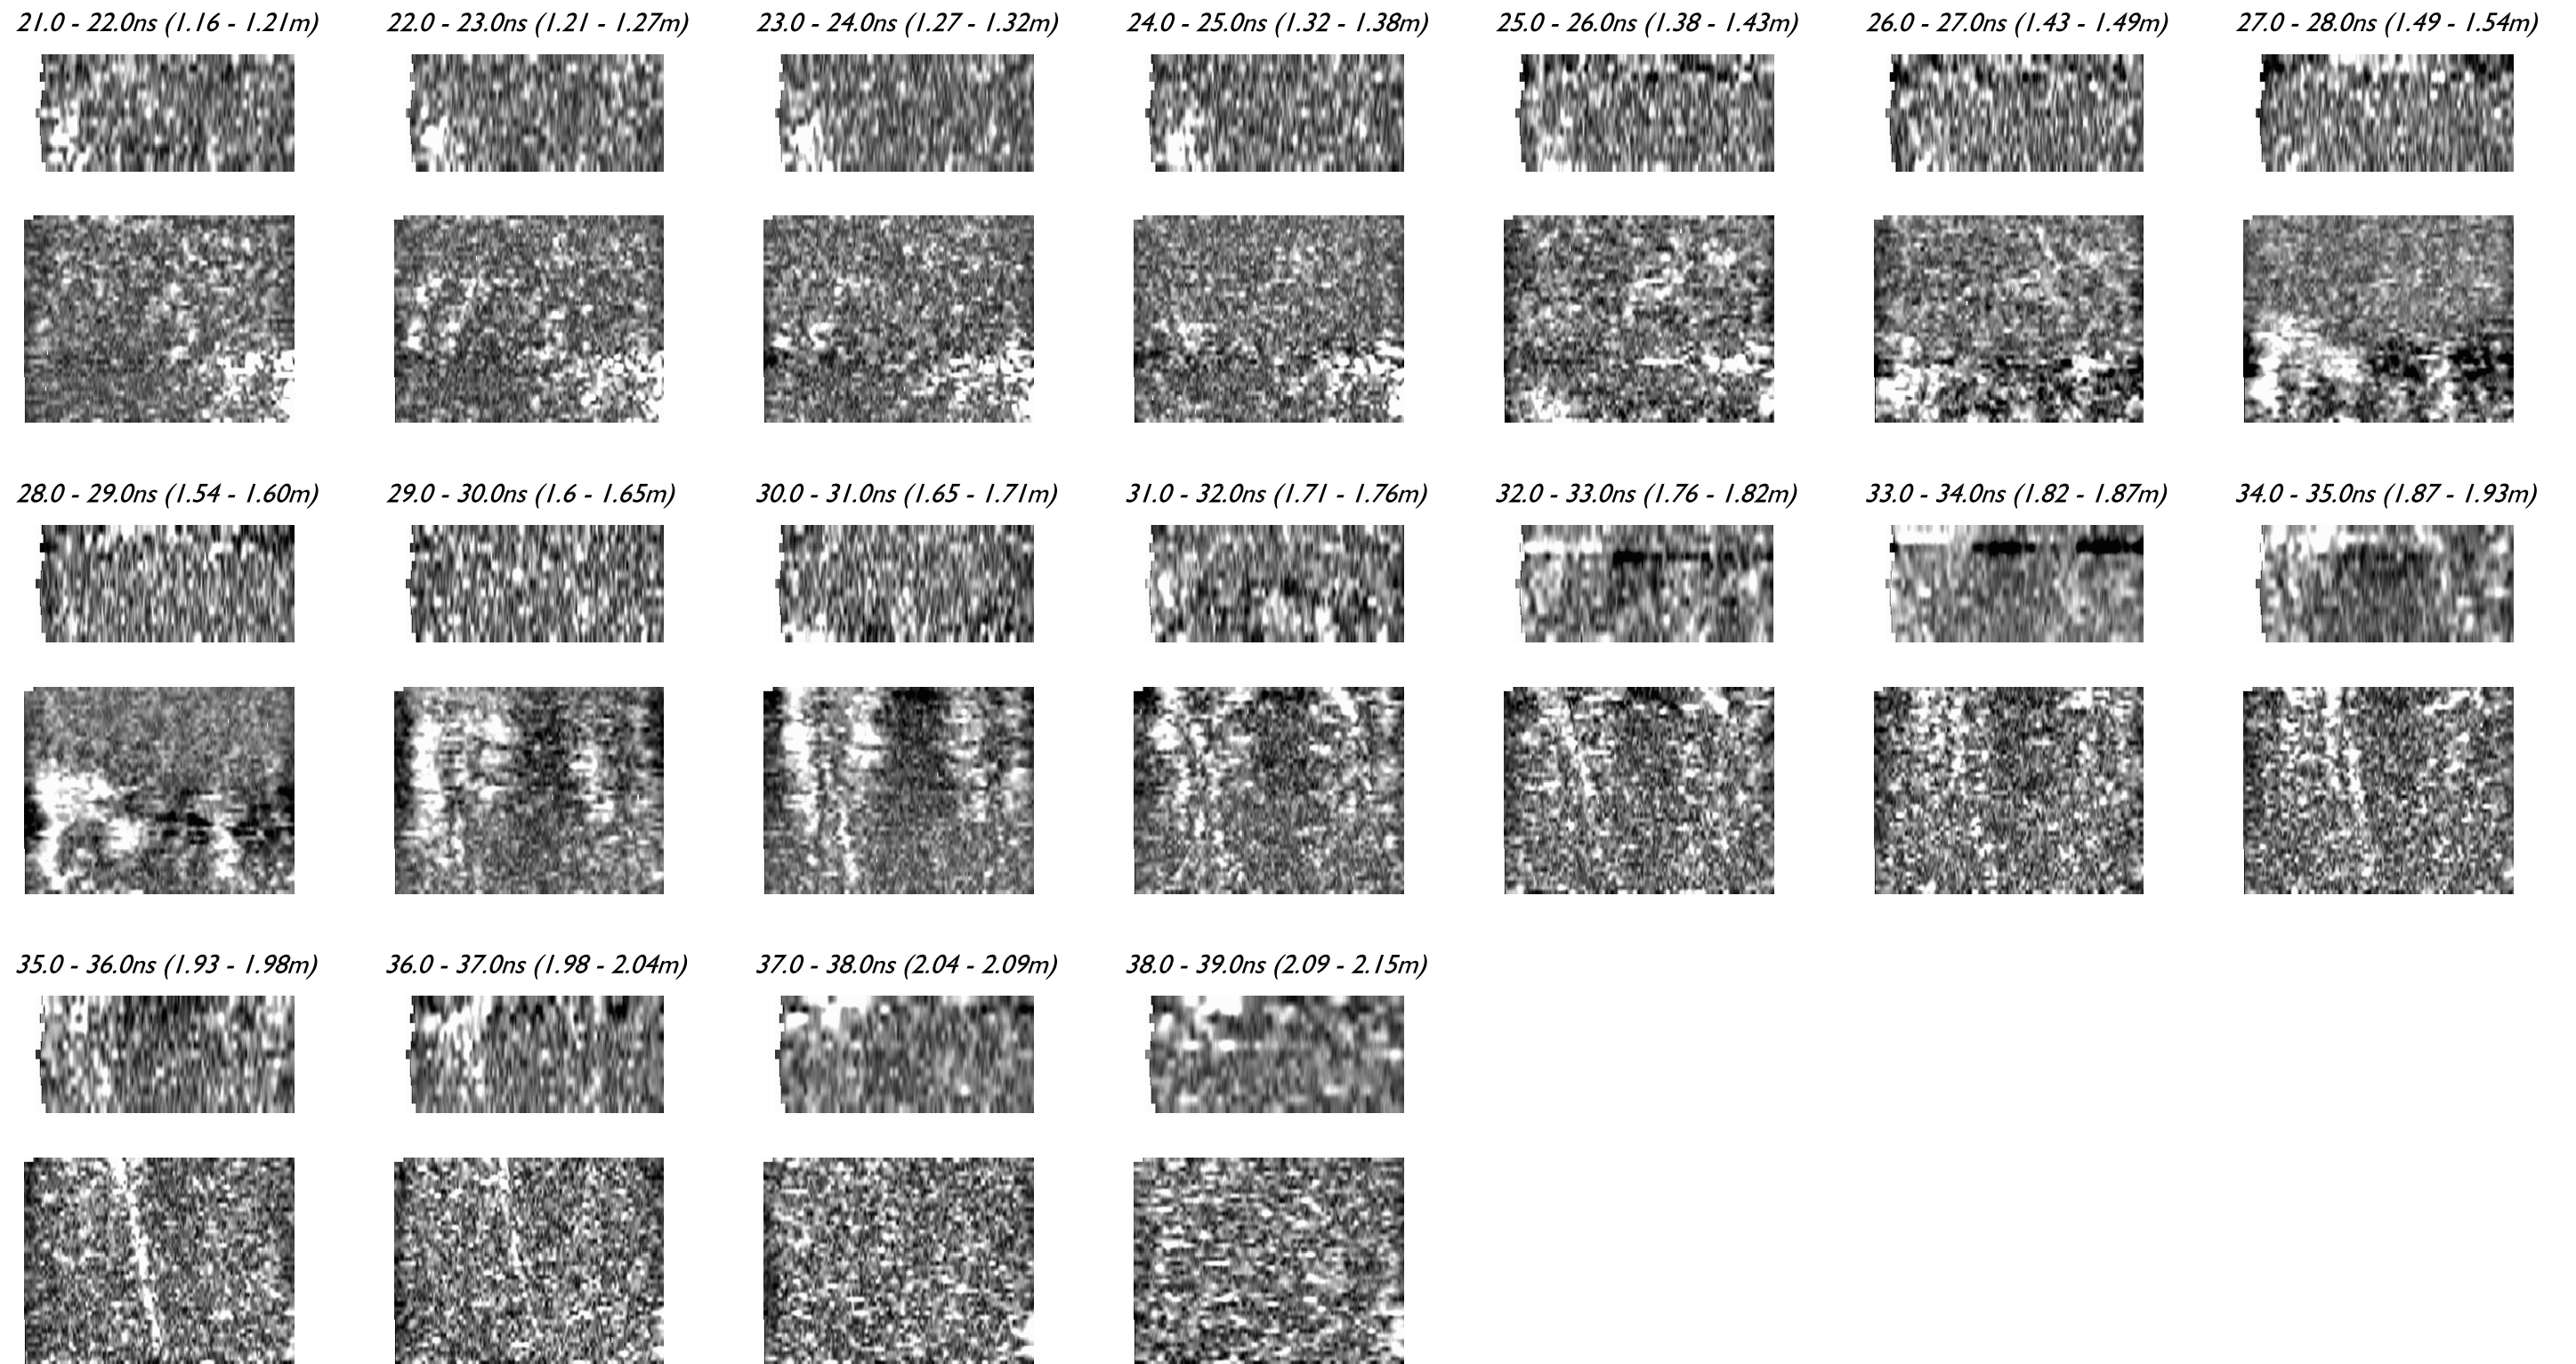 21.0 - 22.0ns (1.16 - 1.21m) 22.0 - 23.0ns (1.21 - 1.27m) 23.0 - 24.0ns (1.27 - 1.32m) 24.0 - 25.0ns (1.32 - 1.38m) 25.0 - 26.0ns (1.38 - 1.43m) 26.0 - 27.0ns (1.43 - 1.49m) 27.0 - 28.0ns (1.49 - 1.54m)
28.0 - 29.0ns (1.54 - 1.60m) 29.0 - 30.0ns (1.6 - 1.65m) 30.0 - 31.0ns (1.65 - 1.71m) 31.0 - 32.0ns (1.71 - 1.76m) 32.0 - 33.0ns (1.76 - 1.82m) 33.0 - 34.0ns (1.82 - 1.87m) 34.0 - 35.0ns (1.87 - 1.93m)
35.0 - 36.0ns (1.93 - 1.98m) 36.0 - 37.0ns (1.98 - 2.04m) 37.0 - 38.0ns (2.04 - 2.09m) 38.0 - 39.0ns (2.09 - 2.15m)